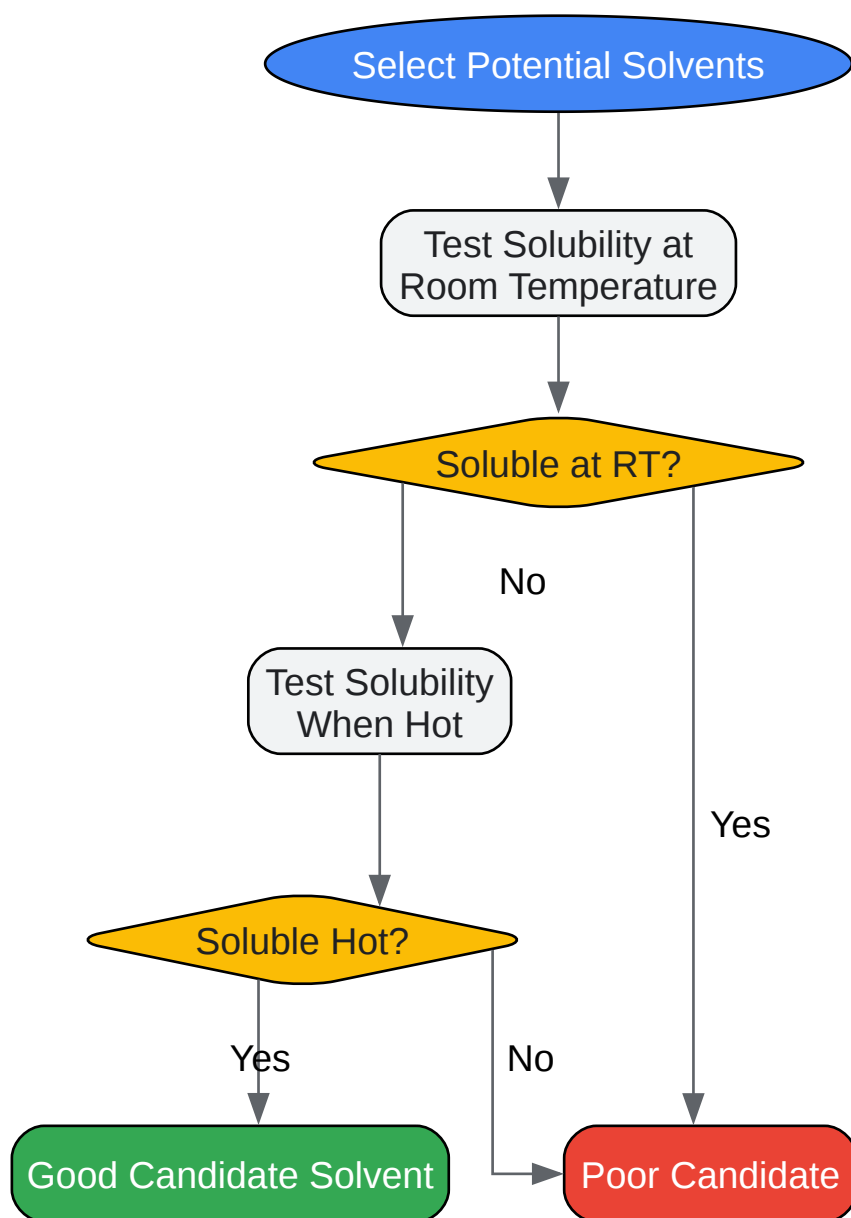 Select Potential Solvents
Test Solubility at
Room Temperature
Soluble at RT?
No
Test Solubility
When Hot
Yes
Soluble Hot?
Yes
No
Good Candidate Solvent
Poor Candidate